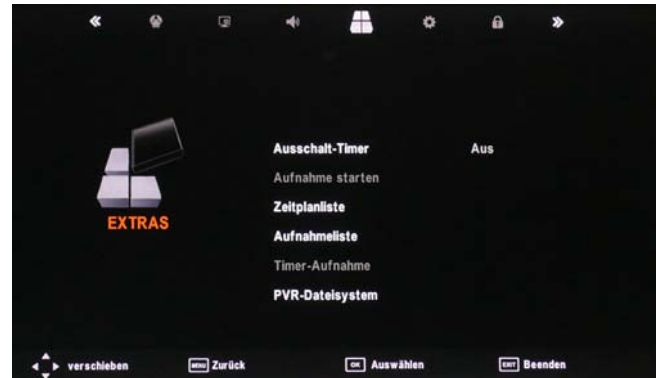 Ausschalt-Timer Aus
Aufnahme starten
Zeitplanliste
EXTRAS
Aufnahmeliste
Timer-Aufnahme
PVR-Dateisystem
verschieben MENU Zurück OK Auswählen EXIT Beenden